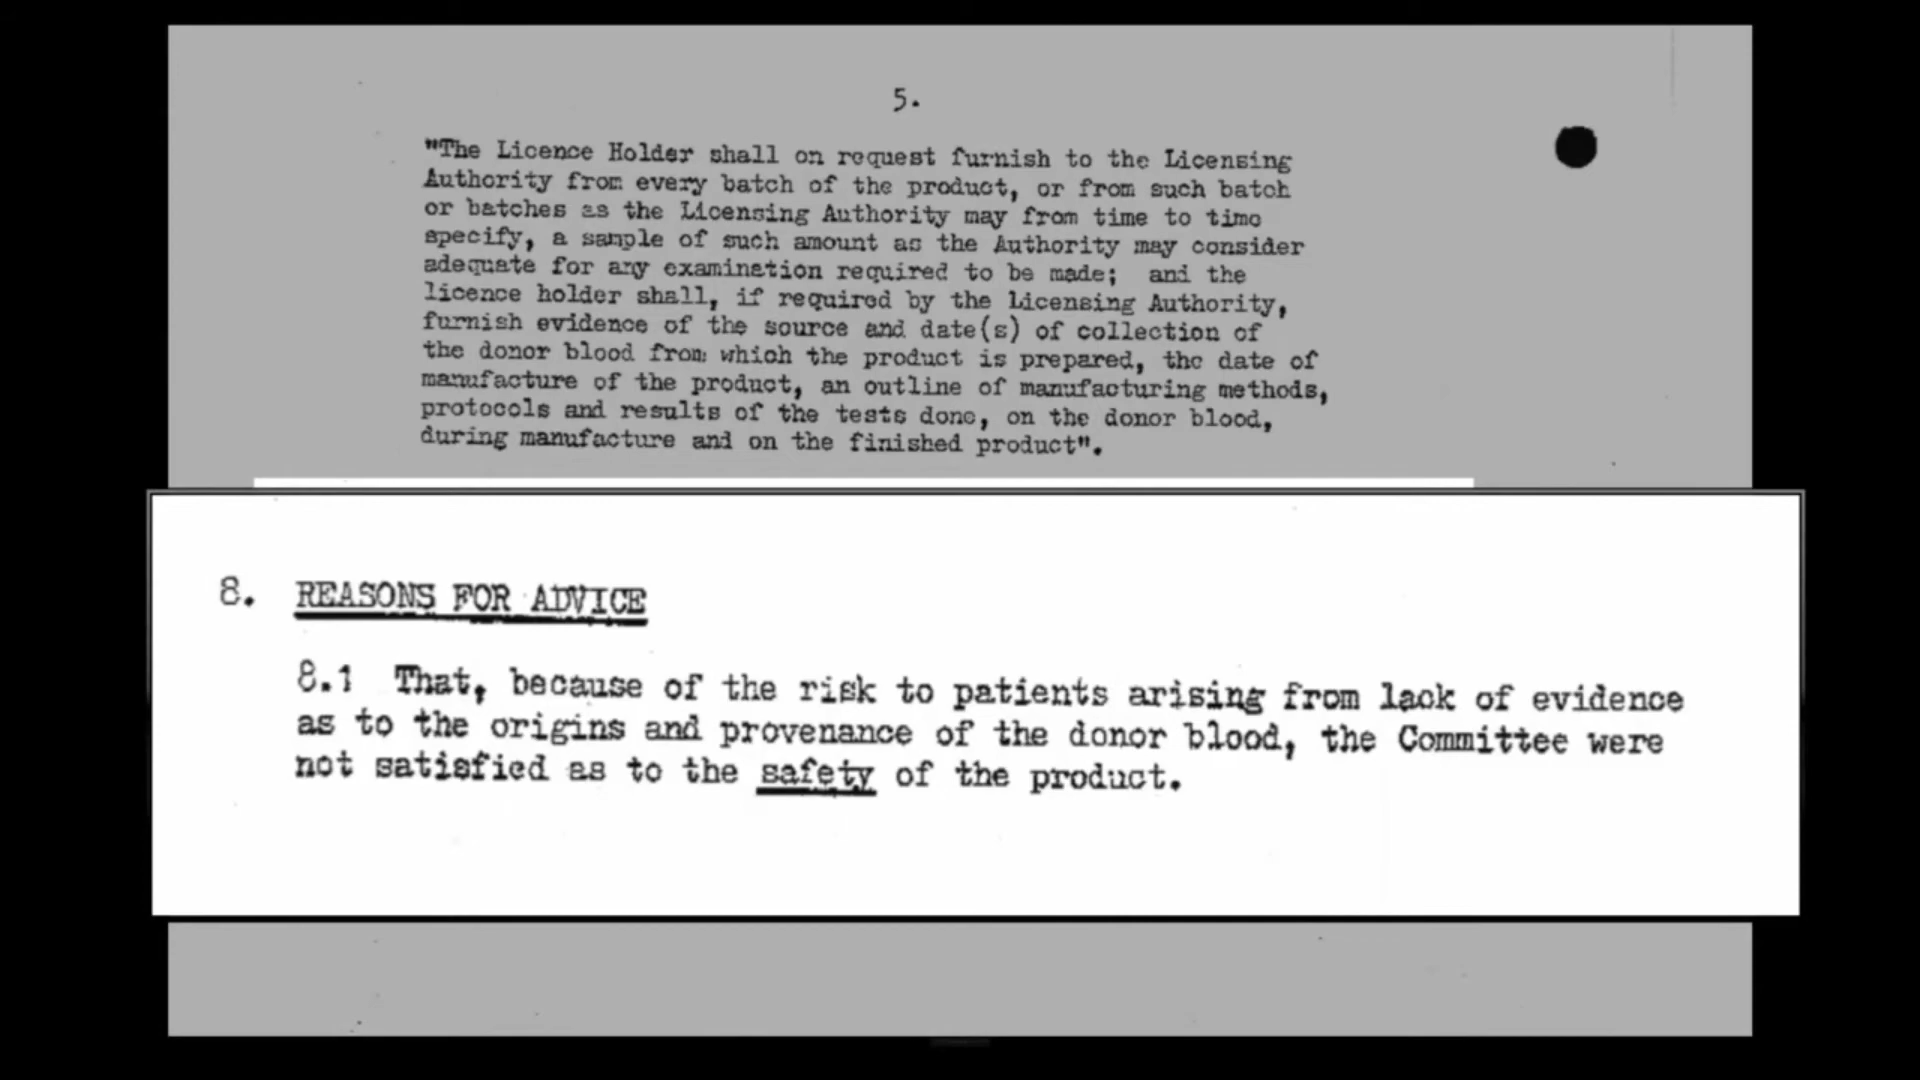 5.
"The Licence Holder shall on request furnish to the Licensing
Authority from every batch of the product, or from such batch
or batches as the Licensing Authority may from time to time
specify, a sample of such amount as the Authority may consider
adequate for any examination required to be made; and the
licence holder shall, if required by the Licensing Authority,
furnish evidence of the source and date(s) of collection of
the donor blood from which the product is prepared, the date of
manufacture of the product, an outline of manufacturing methods,
protocols and results of the tests done, on the donor blood,
during manufacture and on the finished product".
8. REASONS FOR ADVICE
8.1 That, because of the risk to patients arising from lack of evidence
as to the origins and provenance of the donor blood, the Committee were
not satisfied as to the safety of the product.